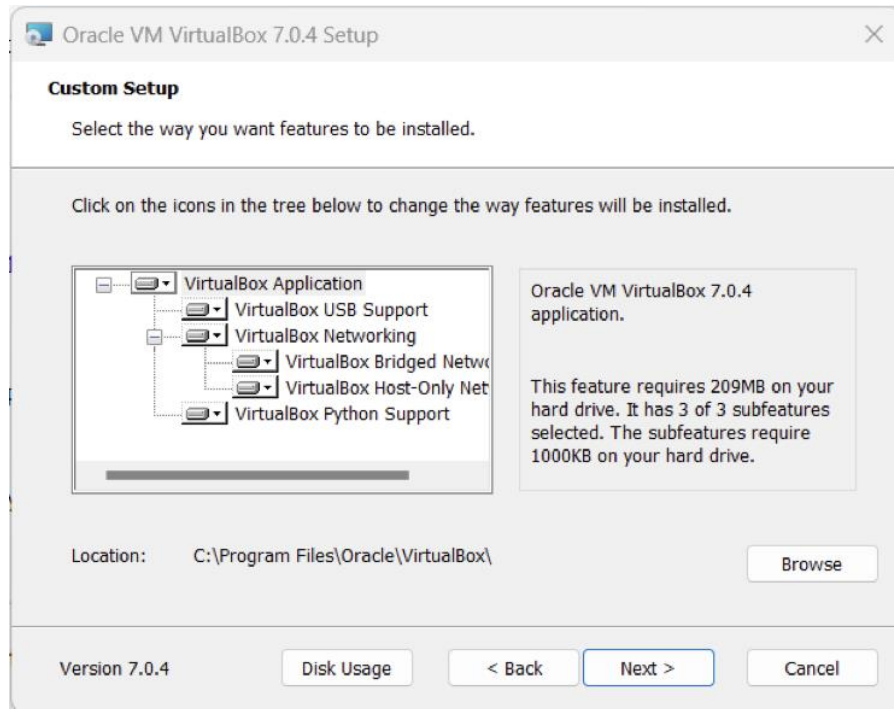 Oracle VM VirtualBox 7.0.4 Setup
Custom Setup
Select the way you want features to be installed.
Click on the icons in the tree below to change the way features will be installed.
VirtualBox Application
VirtualBox USB Support
VirtualBox Networking
VirtualBox Bridged Netwo
VirtualBox Host-Only Net
VirtualBox Python Support
Oracle VM VirtualBox 7.0.4
application.
This feature requires 209MB on your
hard drive. It has 3 of 3 subfeatures
selected. The subfeatures require
1000KB on your hard drive.
Location: C:\Program Files\Oracle\VirtualBox\
Browse
Version 7.0.4 Disk Usage < Back Next > Cancel